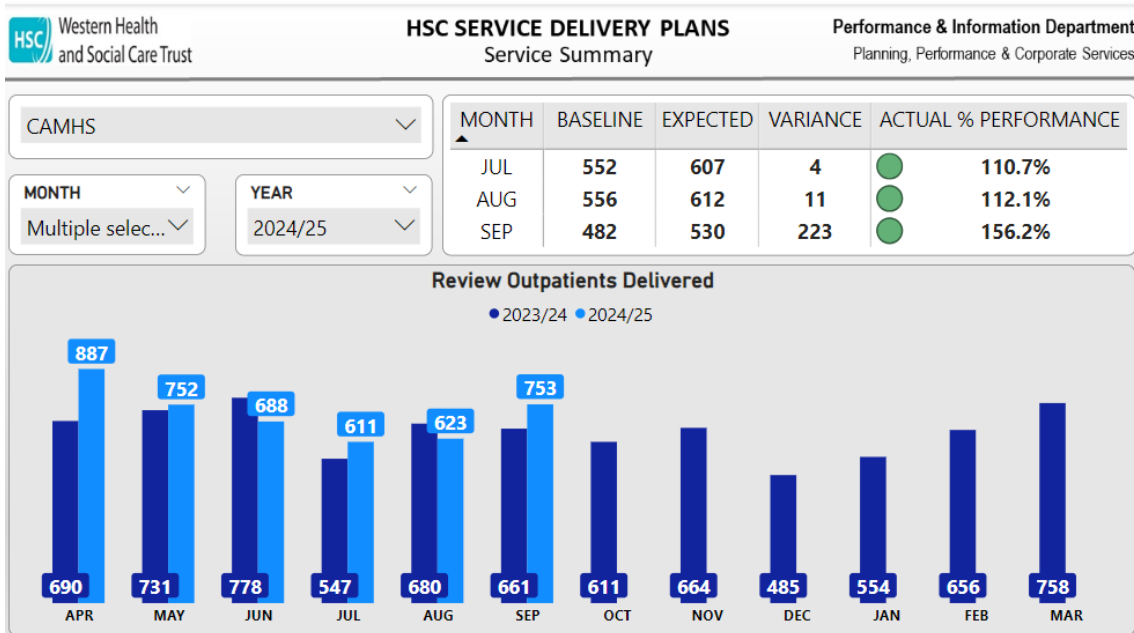 HSC
Western Health
and Social Care Trust
HSC SERVICE DELIVERY PLANS
Service Summary
Performance & Information Department
Planning, Performance & Corporate Services
CAMHS
MONTH
Multiple selec...
YEAR
2024/25
MONTH BASELINE EXPECTED VARIANCE ACTUAL % PERFORMANCE
JUL 552 607 4 110.7%
AUG 556 612 11 112.1%
SEP 482 530 223 156.2%
Review Outpatients Delivered
2023/24 2024/25
887
752
688
611
623
753
690 731 778 547 680 661 611 664 485 554 656 758
APR MAY JUN JUL AUG SEP OCT NOV DEC JAN FEB MAR